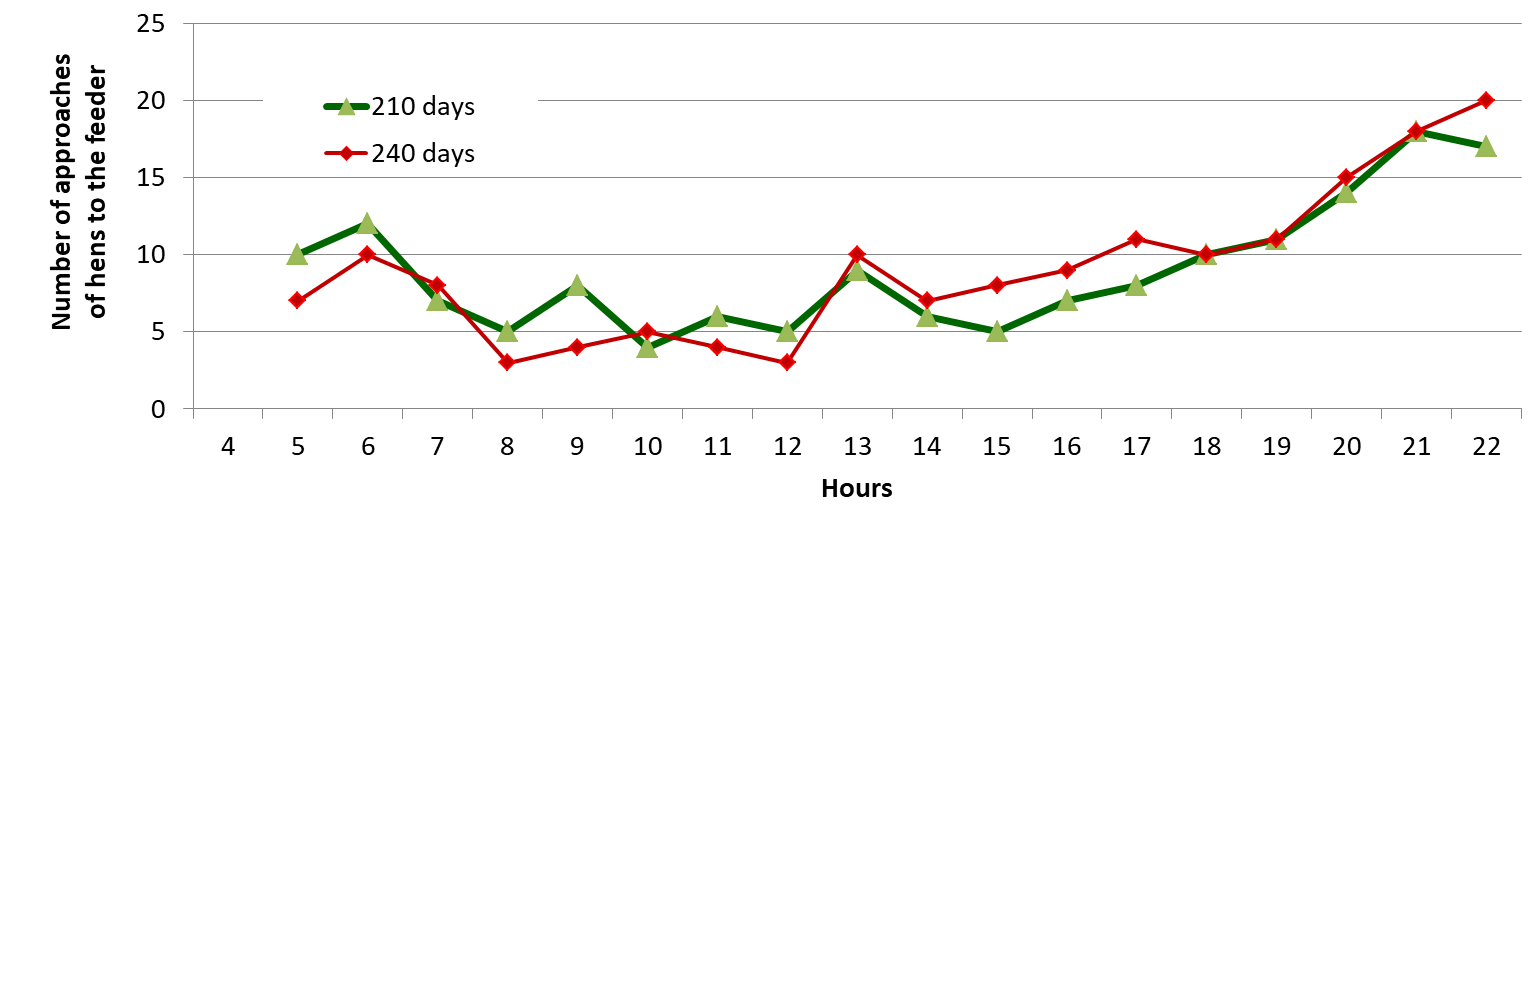 Number of approaches
of hens to the feeder
25
20
15
10
5
0
210 days
240 days
4 5 6 7 8 9 10 11 12 13 14 15 16 17 18 19 20 21 22
Hours